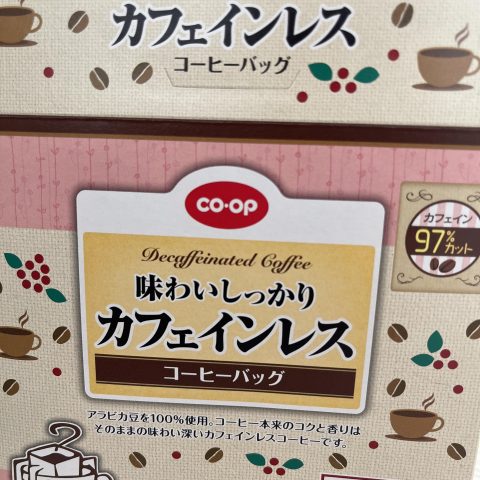 カフェインレス
コーヒーバッグ
CO・OP
カフェイン
97%
カット
Decaffeinated Coffee
味わいしっかり
カフェインレス
コーヒーバッグ
アラビカ豆を100%使用。コーヒー本来のコクと香りは
そのままの味わい深いカフェインレスコーヒーです。